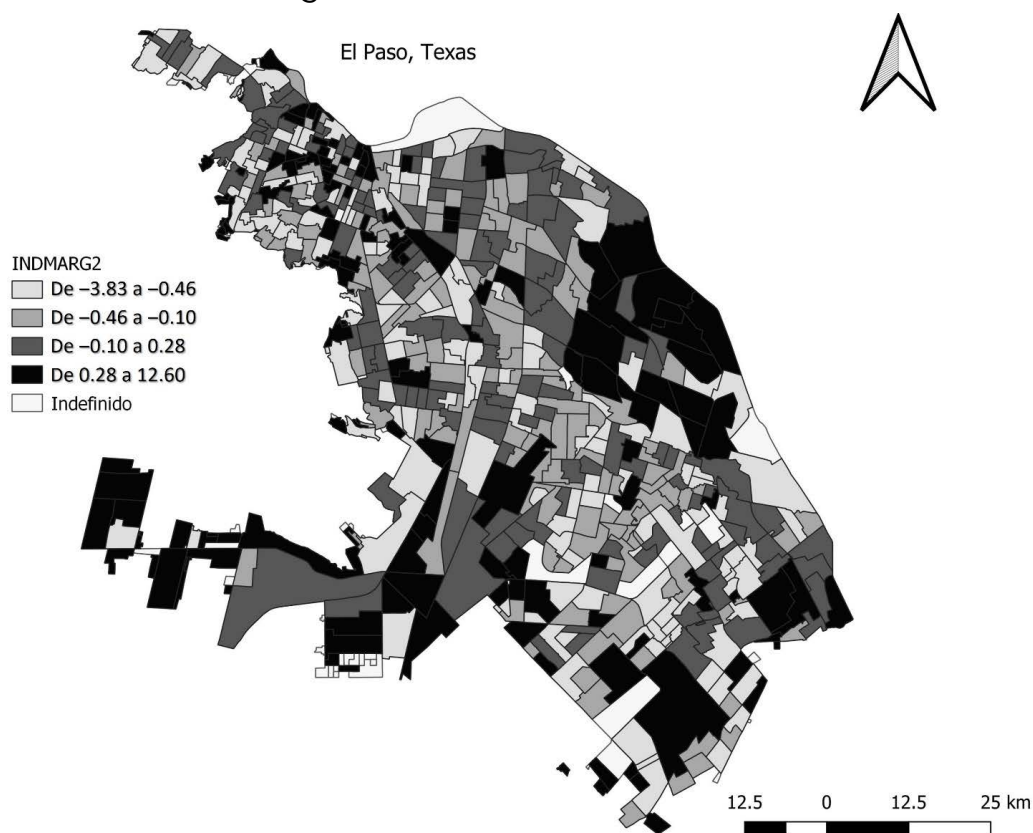 El Paso, Texas
INDMARG2
De –3.83 a –0.46
De –0.46 a –0.10
De –0.10 a 0.28
De 0.28 a 12.60
Indefinido
12.5 0 12.5 25 km